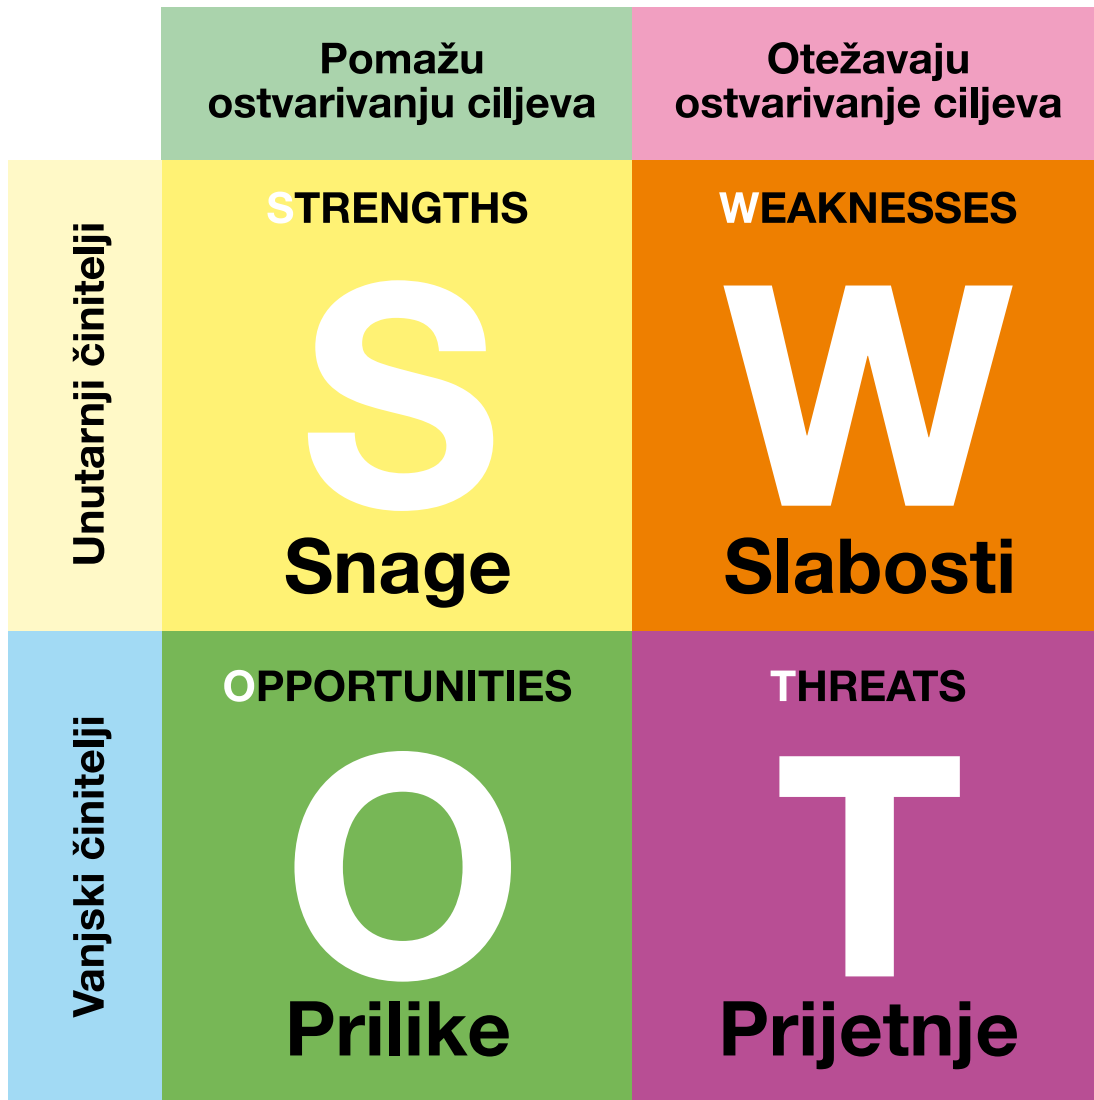 Pomažu
ostvarivanju ciljeva
Otežavaju
ostvarivanje ciljeva
Unutarnji činitelji
STRENGTHS
S
Snage
WEAKNESSES
W
Slabosti
Vanjski činitelji
OPPORTUNITIES
O
Prilike
THREATS
T
Prijetnje